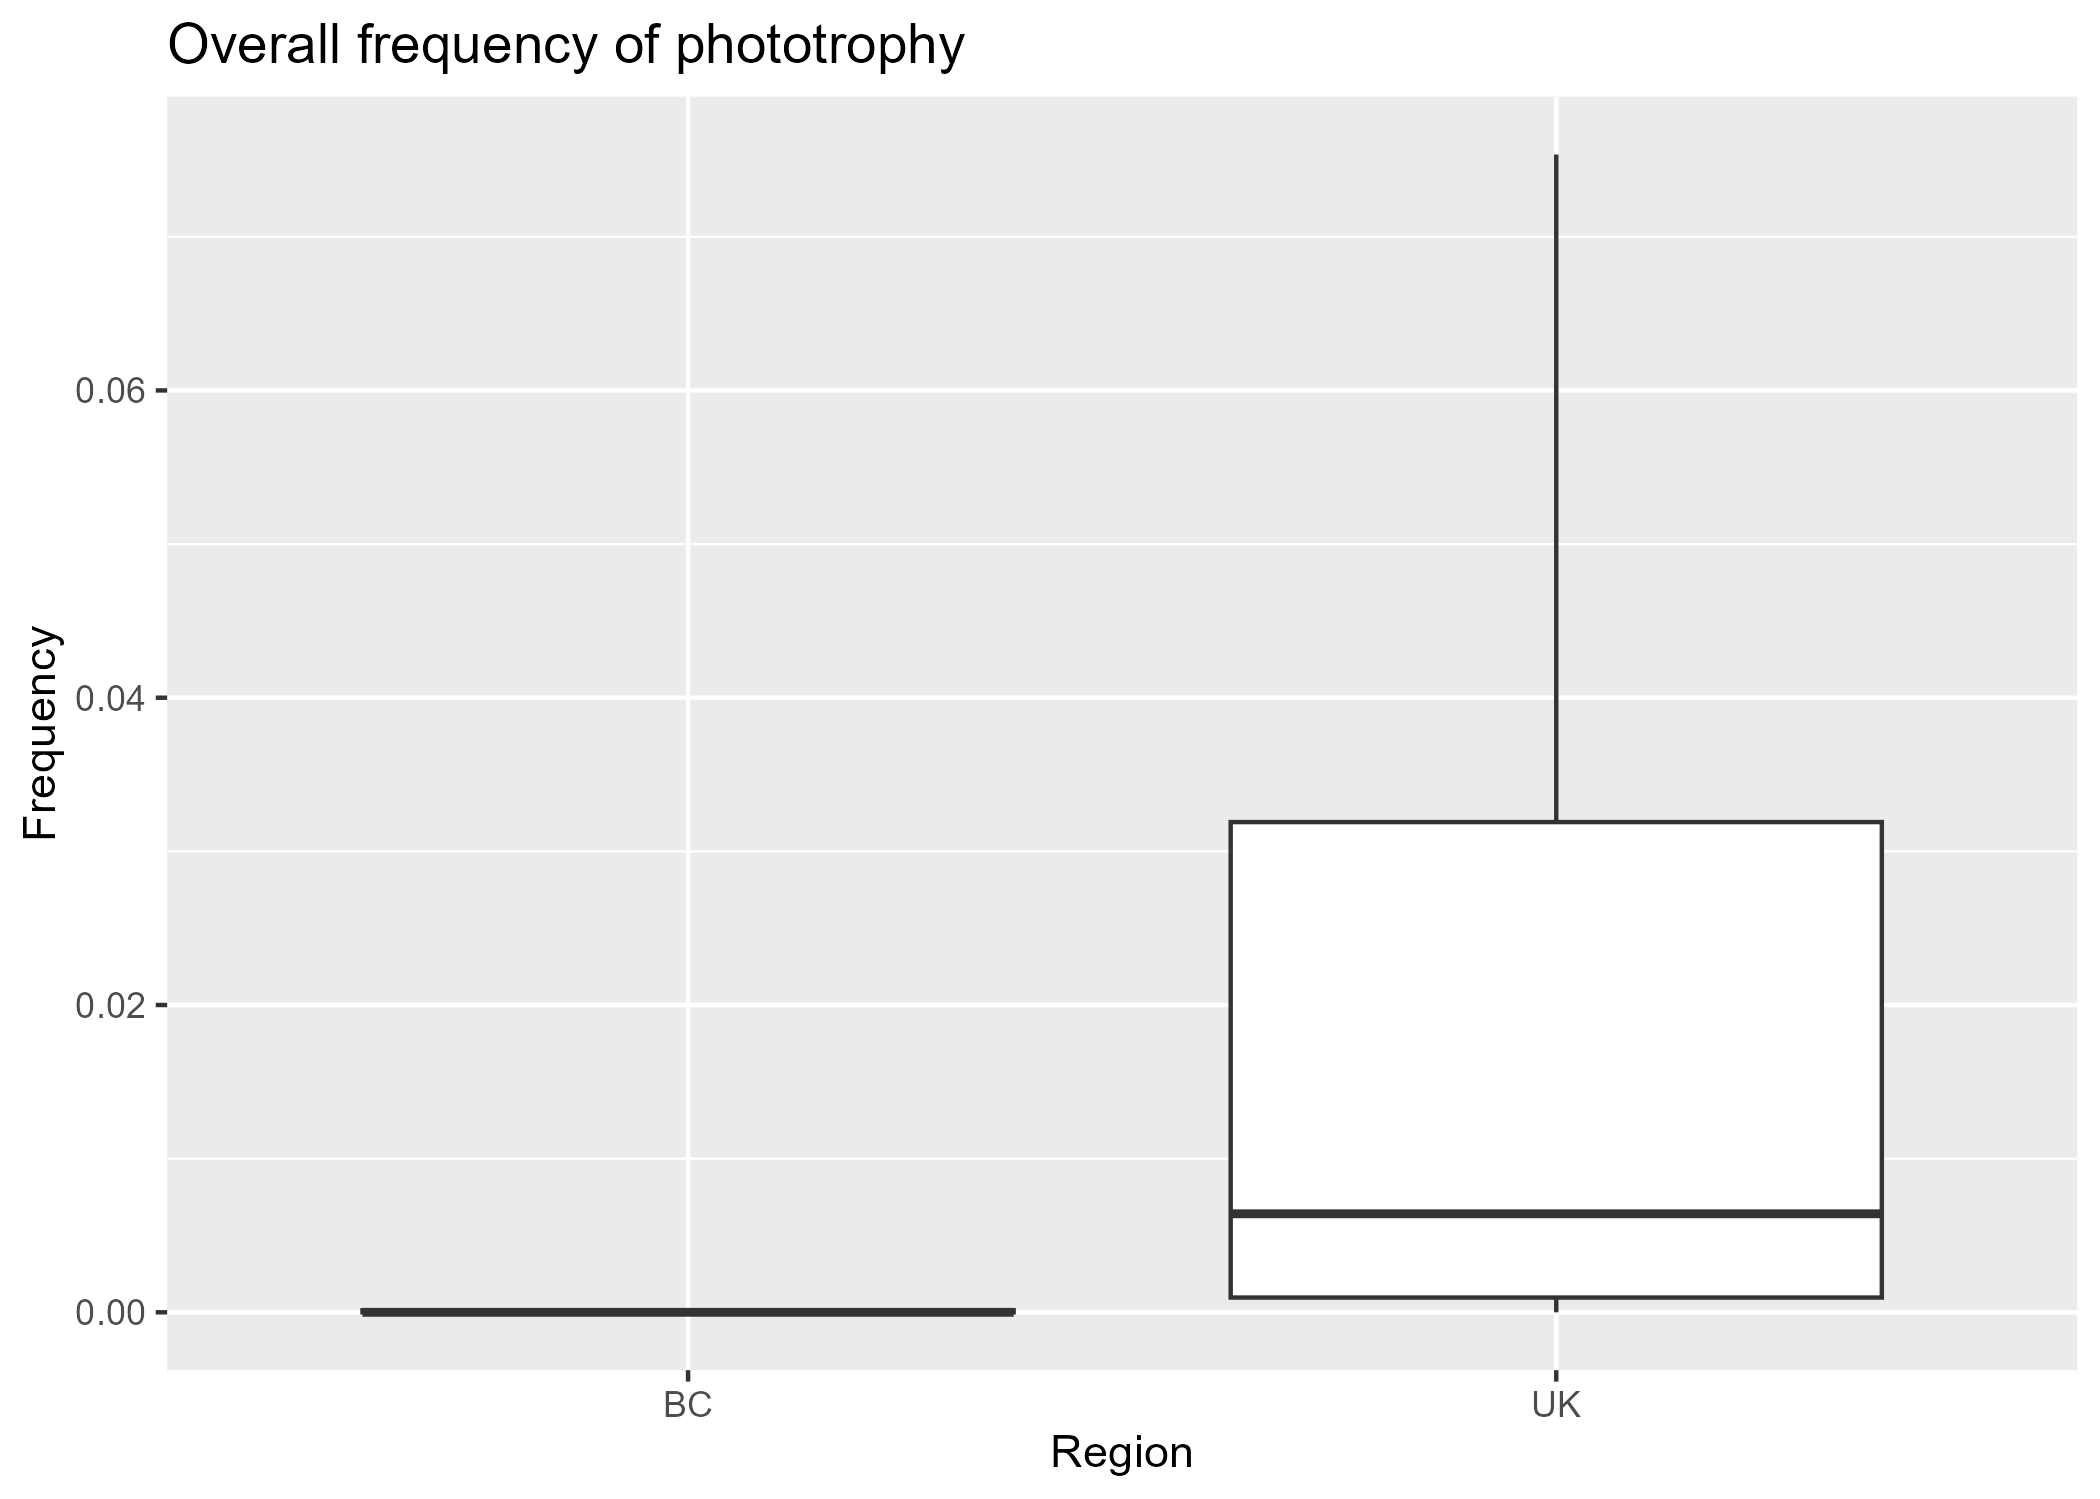 Overall frequency of phototrophy
Frequency
0.06
0.04
0.02
0.00
BC
UK
Region